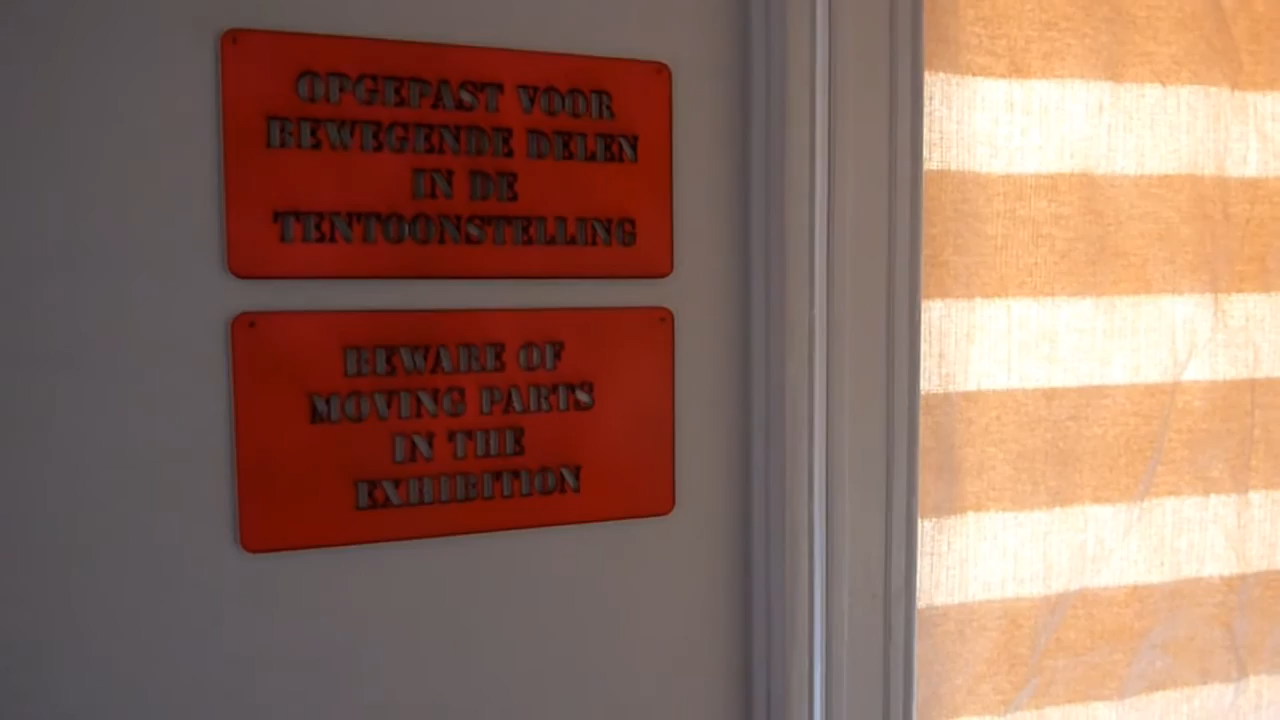 OPGEPAST VOOR
BEWEGENDE DELEN
IN DE
TENTOONSTELLING
BEWARE OF
MOVING PARTS
IN THE
EXHIBITION